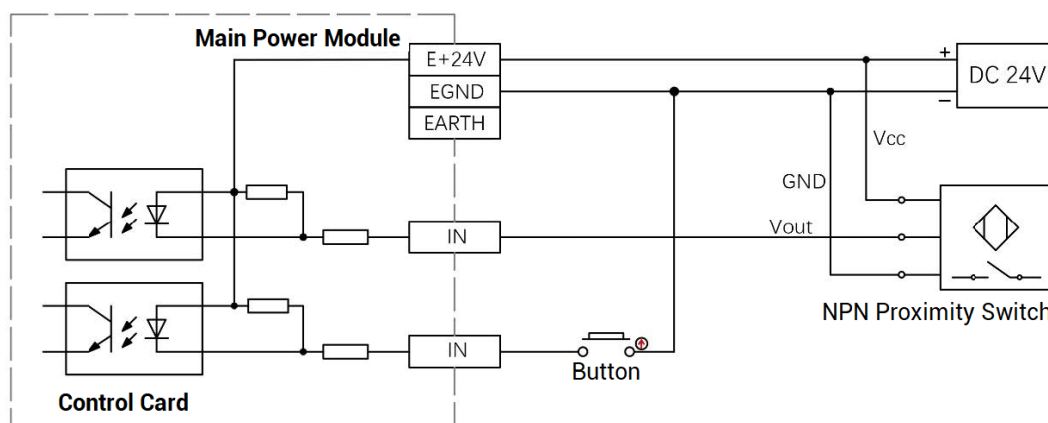 Main Power Module
E+24V
EGND
EARTH
+
DC 24V
−
Vcc
GND
Vout
IN
NPN Proximity Switch
IN
Button
Control Card